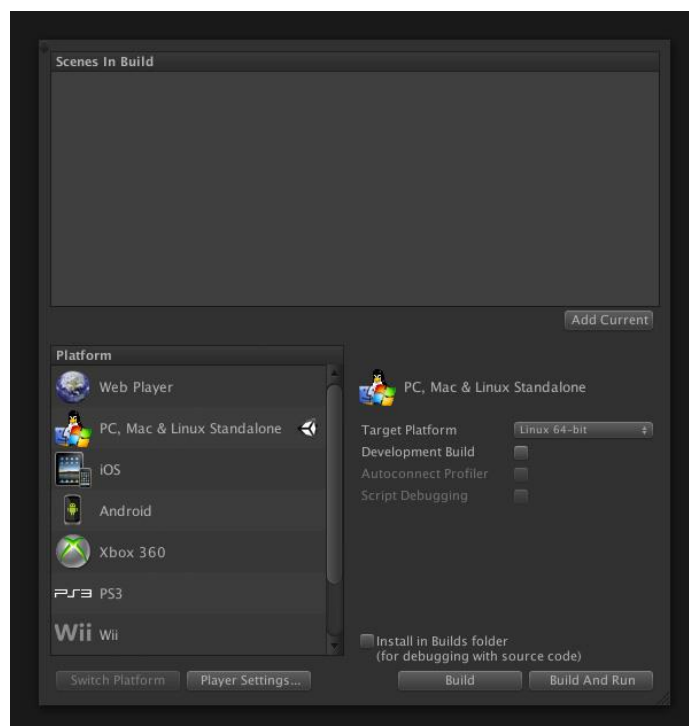 Scenes In Build
Add Current
Platform
Web Player
PC, Mac & Linux Standalone
iOS
Android
Xbox 360
PS3 PS3
Wii Wii
Switch Platform
Player Settings...
PC, Mac & Linux Standalone
Target Platform Linux 64-bit
Development Build
Autoconnect Profiler
Script Debugging
Install in Builds folder
(for debugging with source code)
Build
Build And Run